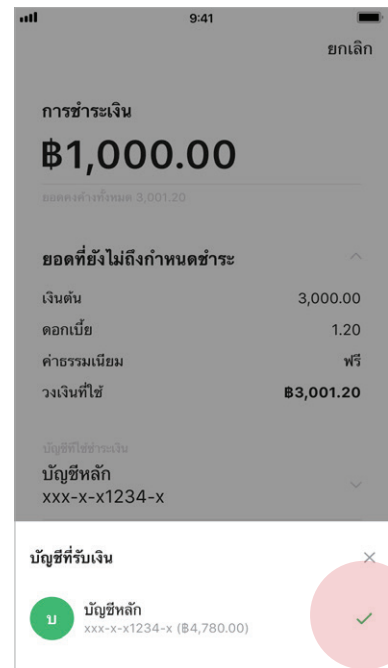 9:41
ยกเลิก
การชำระเงิน
฿1,000.00
ยอดคงค้างทั้งหมด 3,001.20
ยอดที่ยังไม่ถึงกำหนดชำระ
เงินต้น 3,000.00
ดอกเบี้ย 1.20
ค่าธรรมเนียม ฟรี
วงเงินที่ใช้ ฿3,001.20
บัญชีที่ใช้ชำระเงิน
บัญชีหลัก
xxx-x-x1234-x
บัญชีที่รับเงิน
บ บัญชีหลัก
xxx-x-x1234-x (฿4,780.00)